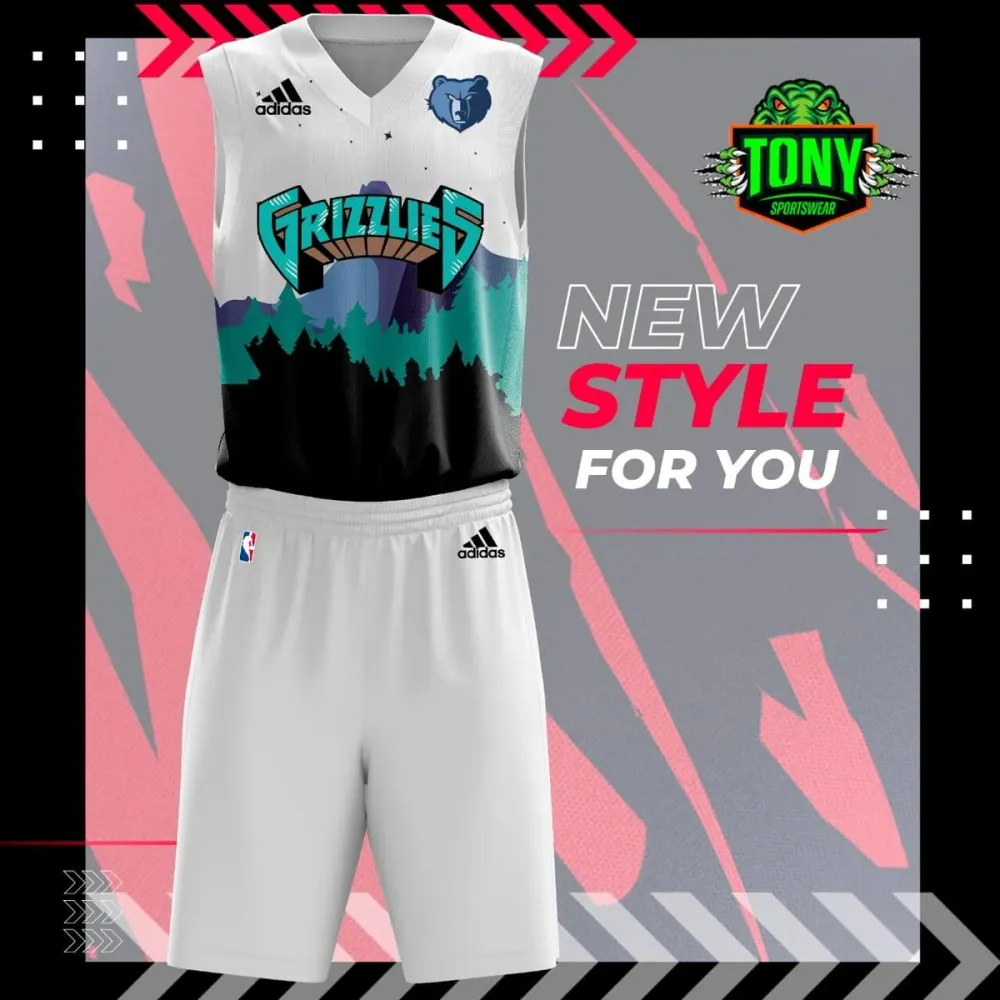 adidas
GRIZZLIES
TONY
SPORTSWEAR
NEW
STYLE
FOR YOU
adidas